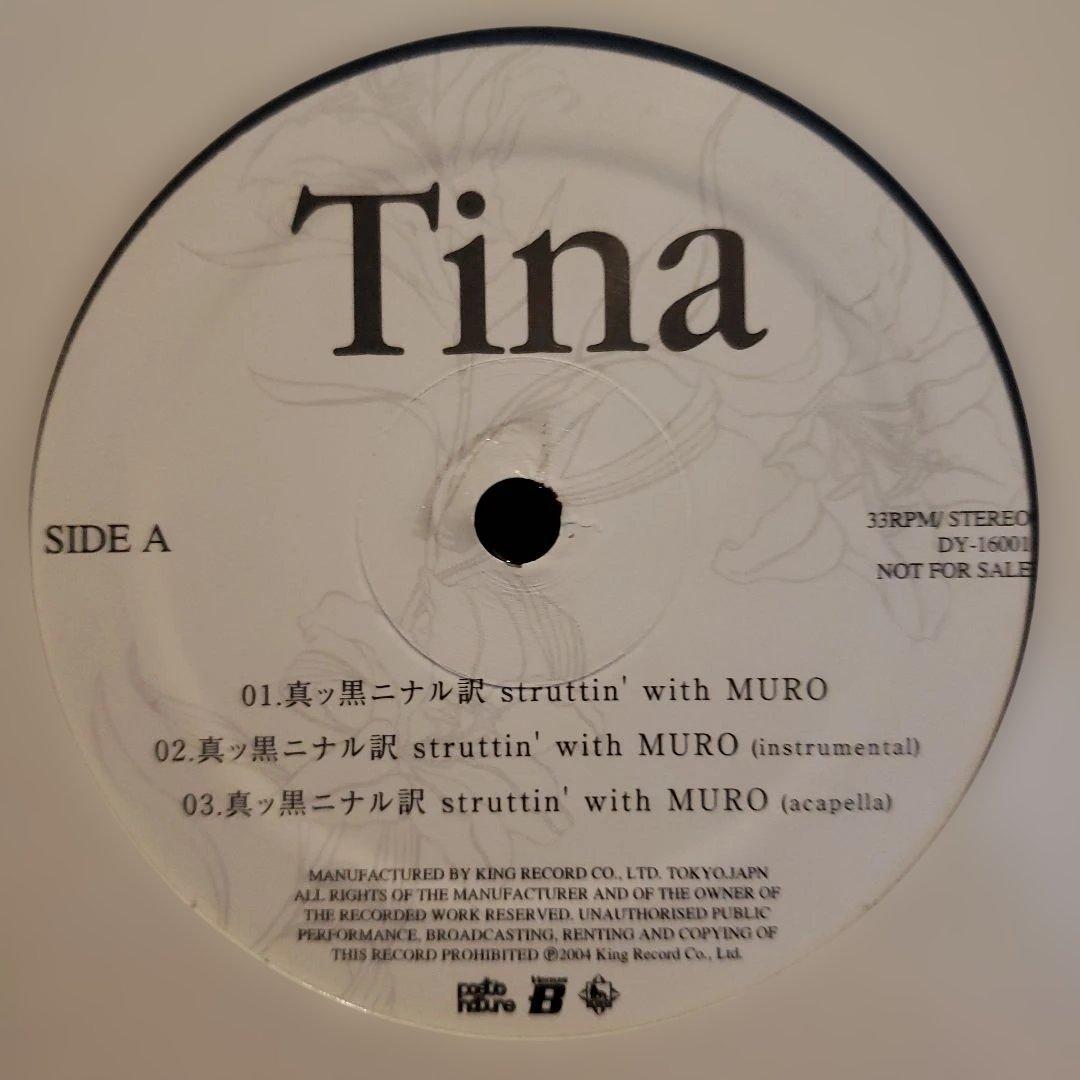 Tina
SIDE A
33RPM/ STEREO
DY-16001
NOT FOR SALE
01.真ッ黒ニナル訳 struttin' with MURO
02.真ッ黒ニナル訳 struttin' with MURO (instrumental)
03.真ッ黒ニナル訳 struttin' with MURO (acapella)
MANUFACTURED BY KING RECORD CO., LTD. TOKYO.JAPN
ALL RIGHTS OF THE MANUFACTURER AND OF THE OWNER OF
THE RECORDED WORK RESERVED. UNAUTHORISED PUBLIC
PERFORMANCE, BROADCASTING, RENTING AND COPYING OF
THIS RECORD PROHIBITED ℗2004 King Record Co., Ltd.
B